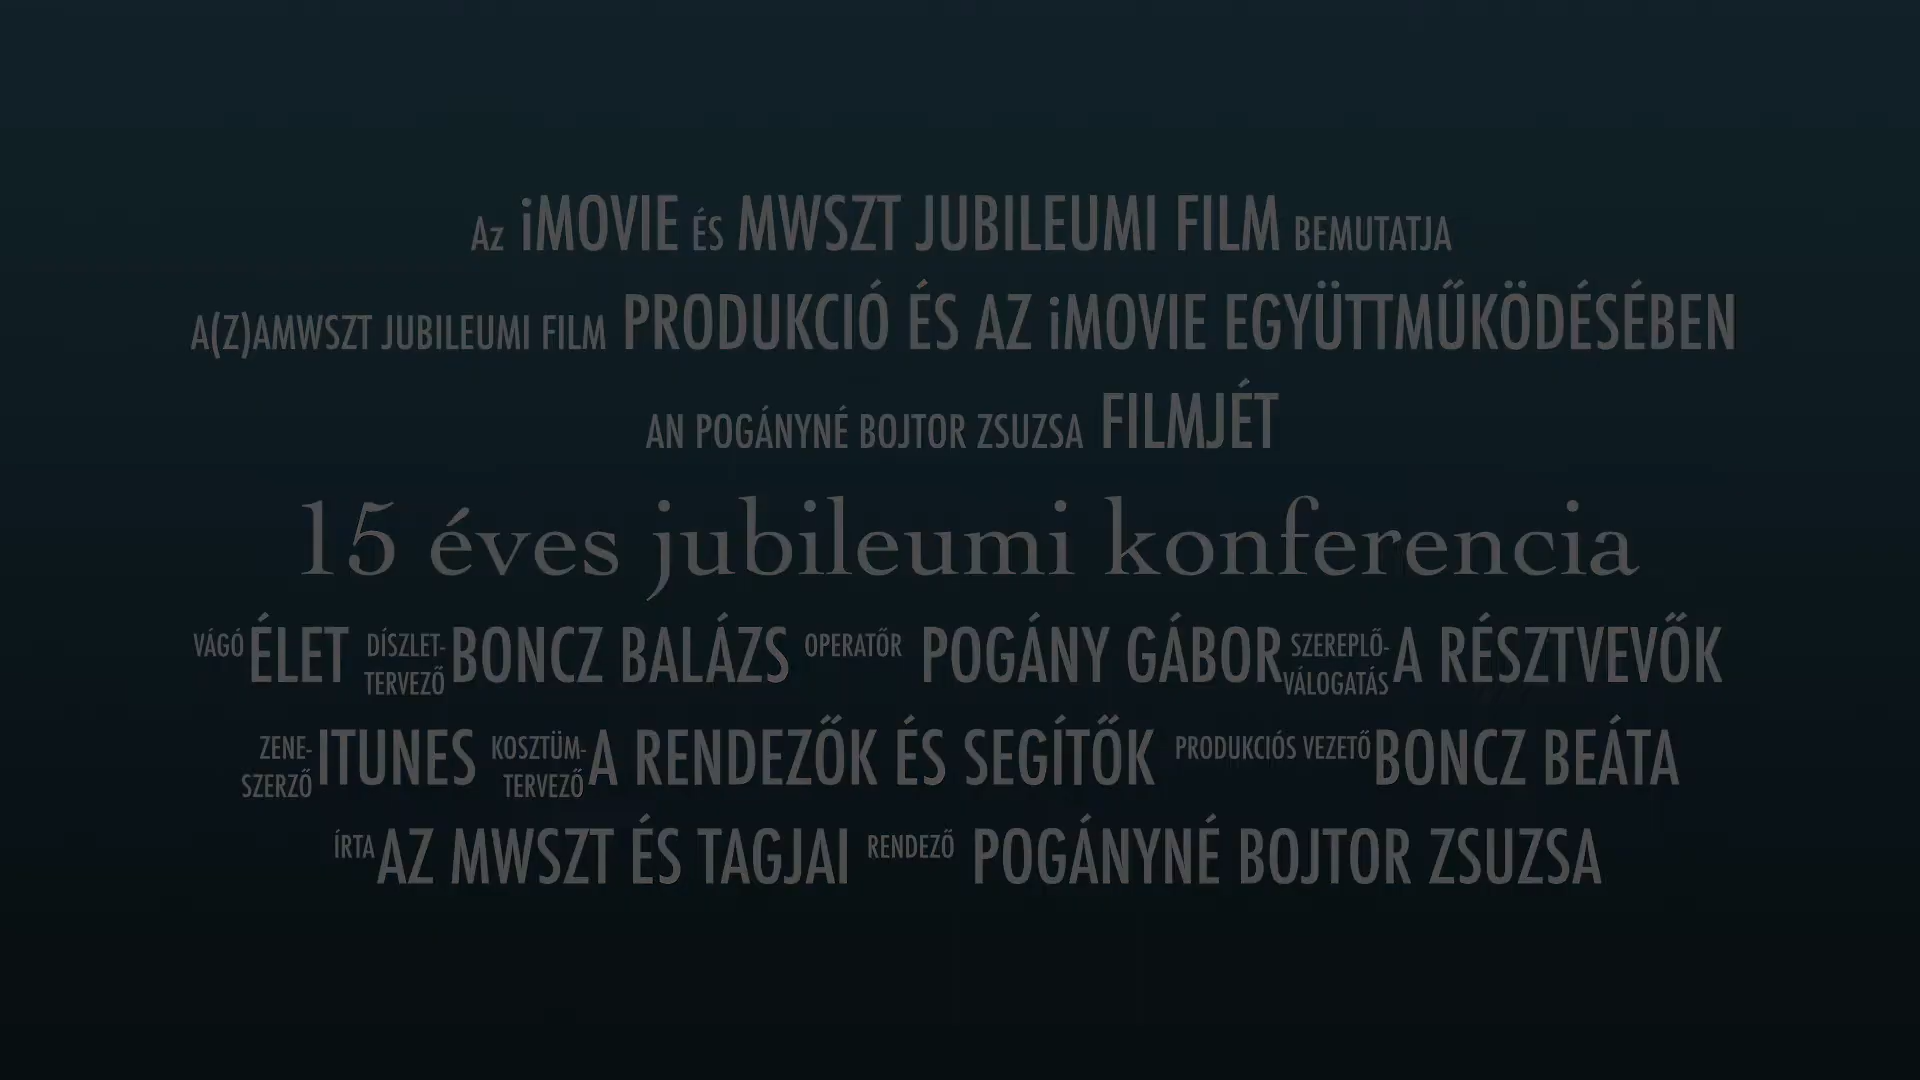 Az iMOVIE ÉS MWSZT JUBILEUMI FILM BEMUTATJA
A(Z)AMWSZT JUBILEUMI FILM PRODUKCIÓ ÉS AZ iMOVIE EGYÜTTMŰKÖDÉSÉBEN
AN POGÁNYNÉ BOJTOR ZSUZSA FILMJÉT
15 éves jubileumi konferencia
VÁGÓ ÉLET DÍSZLET-TERVEZŐ BONCZ BALÁZS OPERATŐR POGÁNY GÁBOR SZEREPLŐ-VÁLOGATÁS A RÉSZTVEVŐK
ZENE-SZERZŐ ITUNES KOSZTÜM-TERVEZŐ A RENDEZŐK ÉS SEGÍTŐK PRODUKCIÓS VEZETŐ BONCZ BEÁTA
ÍRTA AZ MWSZT ÉS TAGJAI RENDEZŐ POGÁNYNÉ BOJTOR ZSUZSA